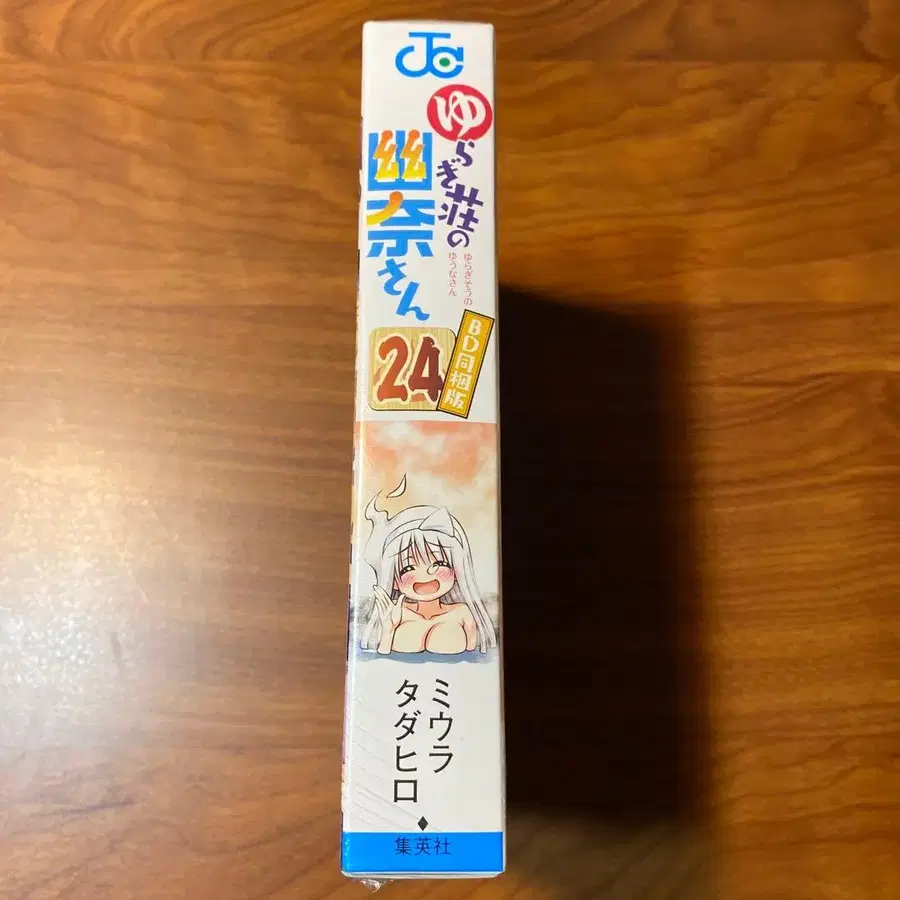 JC
ゆらぎ荘の
幽奈さん
ゆらぎそうの
ゆうなさん
24
BD同梱版
ミウラ
タダヒロ
◆
集英社